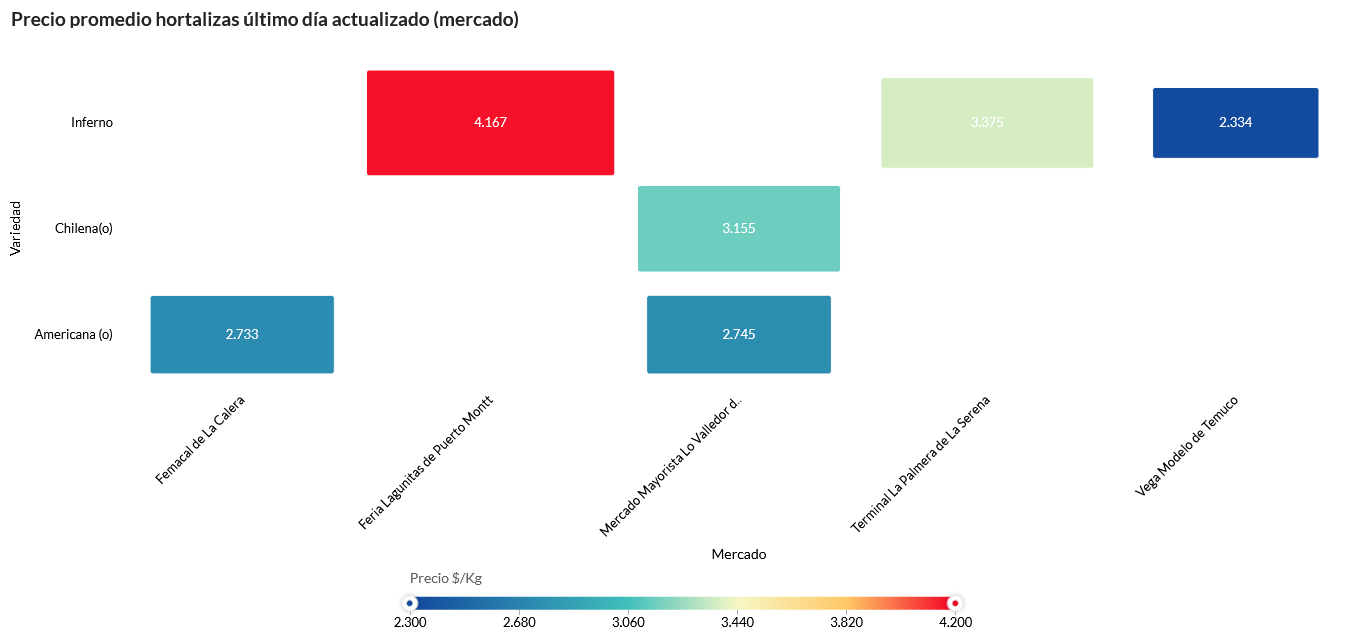 Precio promedio hortalizas último día actualizado (mercado)
Variedad
Inferno
4.167
3.375
2.334
Chilena(o)
3.155
Americana (o)
2.733
2.745
Femacal de La Calera
Feria Lagunitas de Puerto Montt
Mercado Mayorista Lo Valledor d..
Terminal La Palmera de La Serena
Vega Modelo de Temuco
Mercado
Precio $/Kg
2.300 2.680 3.060 3.440 3.820 4.200